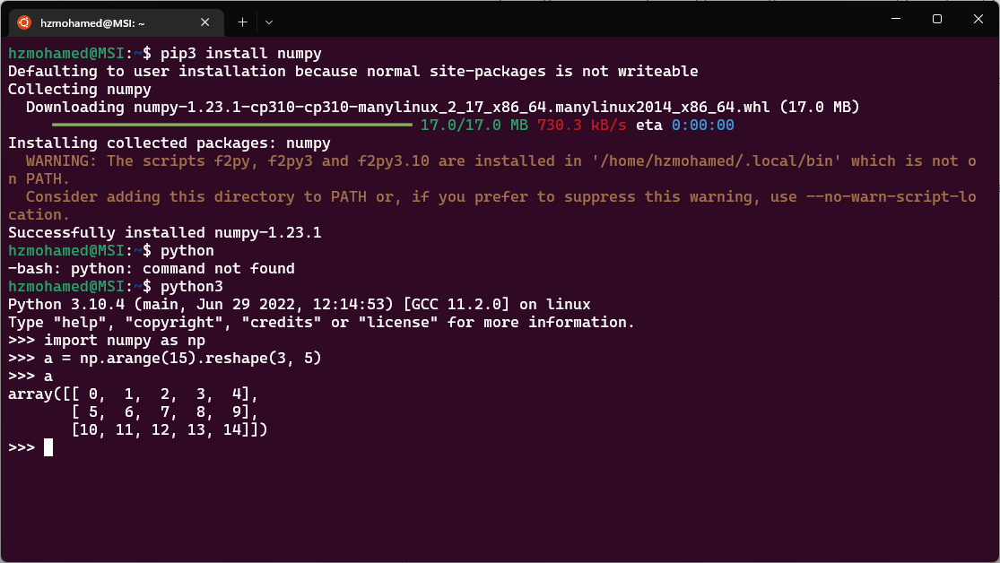 hzmohamed@MSI: ~
hzmohamed@MSI:~$ pip3 install numpy
Defaulting to user installation because normal site-packages is not writeable
Collecting numpy
  Downloading numpy-1.23.1-cp310-cp310-manylinux_2_17_x86_64.manylinux2014_x86_64.whl (17.0 MB)
17.0/17.0 MB 730.3 kB/s eta 0:00:00
Installing collected packages: numpy
  WARNING: The scripts f2py, f2py3 and f2py3.10 are installed in '/home/hzmohamed/.local/bin' which is not o
n PATH.
  Consider adding this directory to PATH or, if you prefer to suppress this warning, use --no-warn-script-lo
cation.
Successfully installed numpy-1.23.1
hzmohamed@MSI:~$ python
-bash: python: command not found
hzmohamed@MSI:~$ python3
Python 3.10.4 (main, Jun 29 2022, 12:14:53) [GCC 11.2.0] on linux
Type "help", "copyright", "credits" or "license" for more information.
>>> import numpy as np
>>> a = np.arange(15).reshape(3, 5)
>>> a
array([[ 0,  1,  2,  3,  4],
       [ 5,  6,  7,  8,  9],
       [10, 11, 12, 13, 14]])
>>>